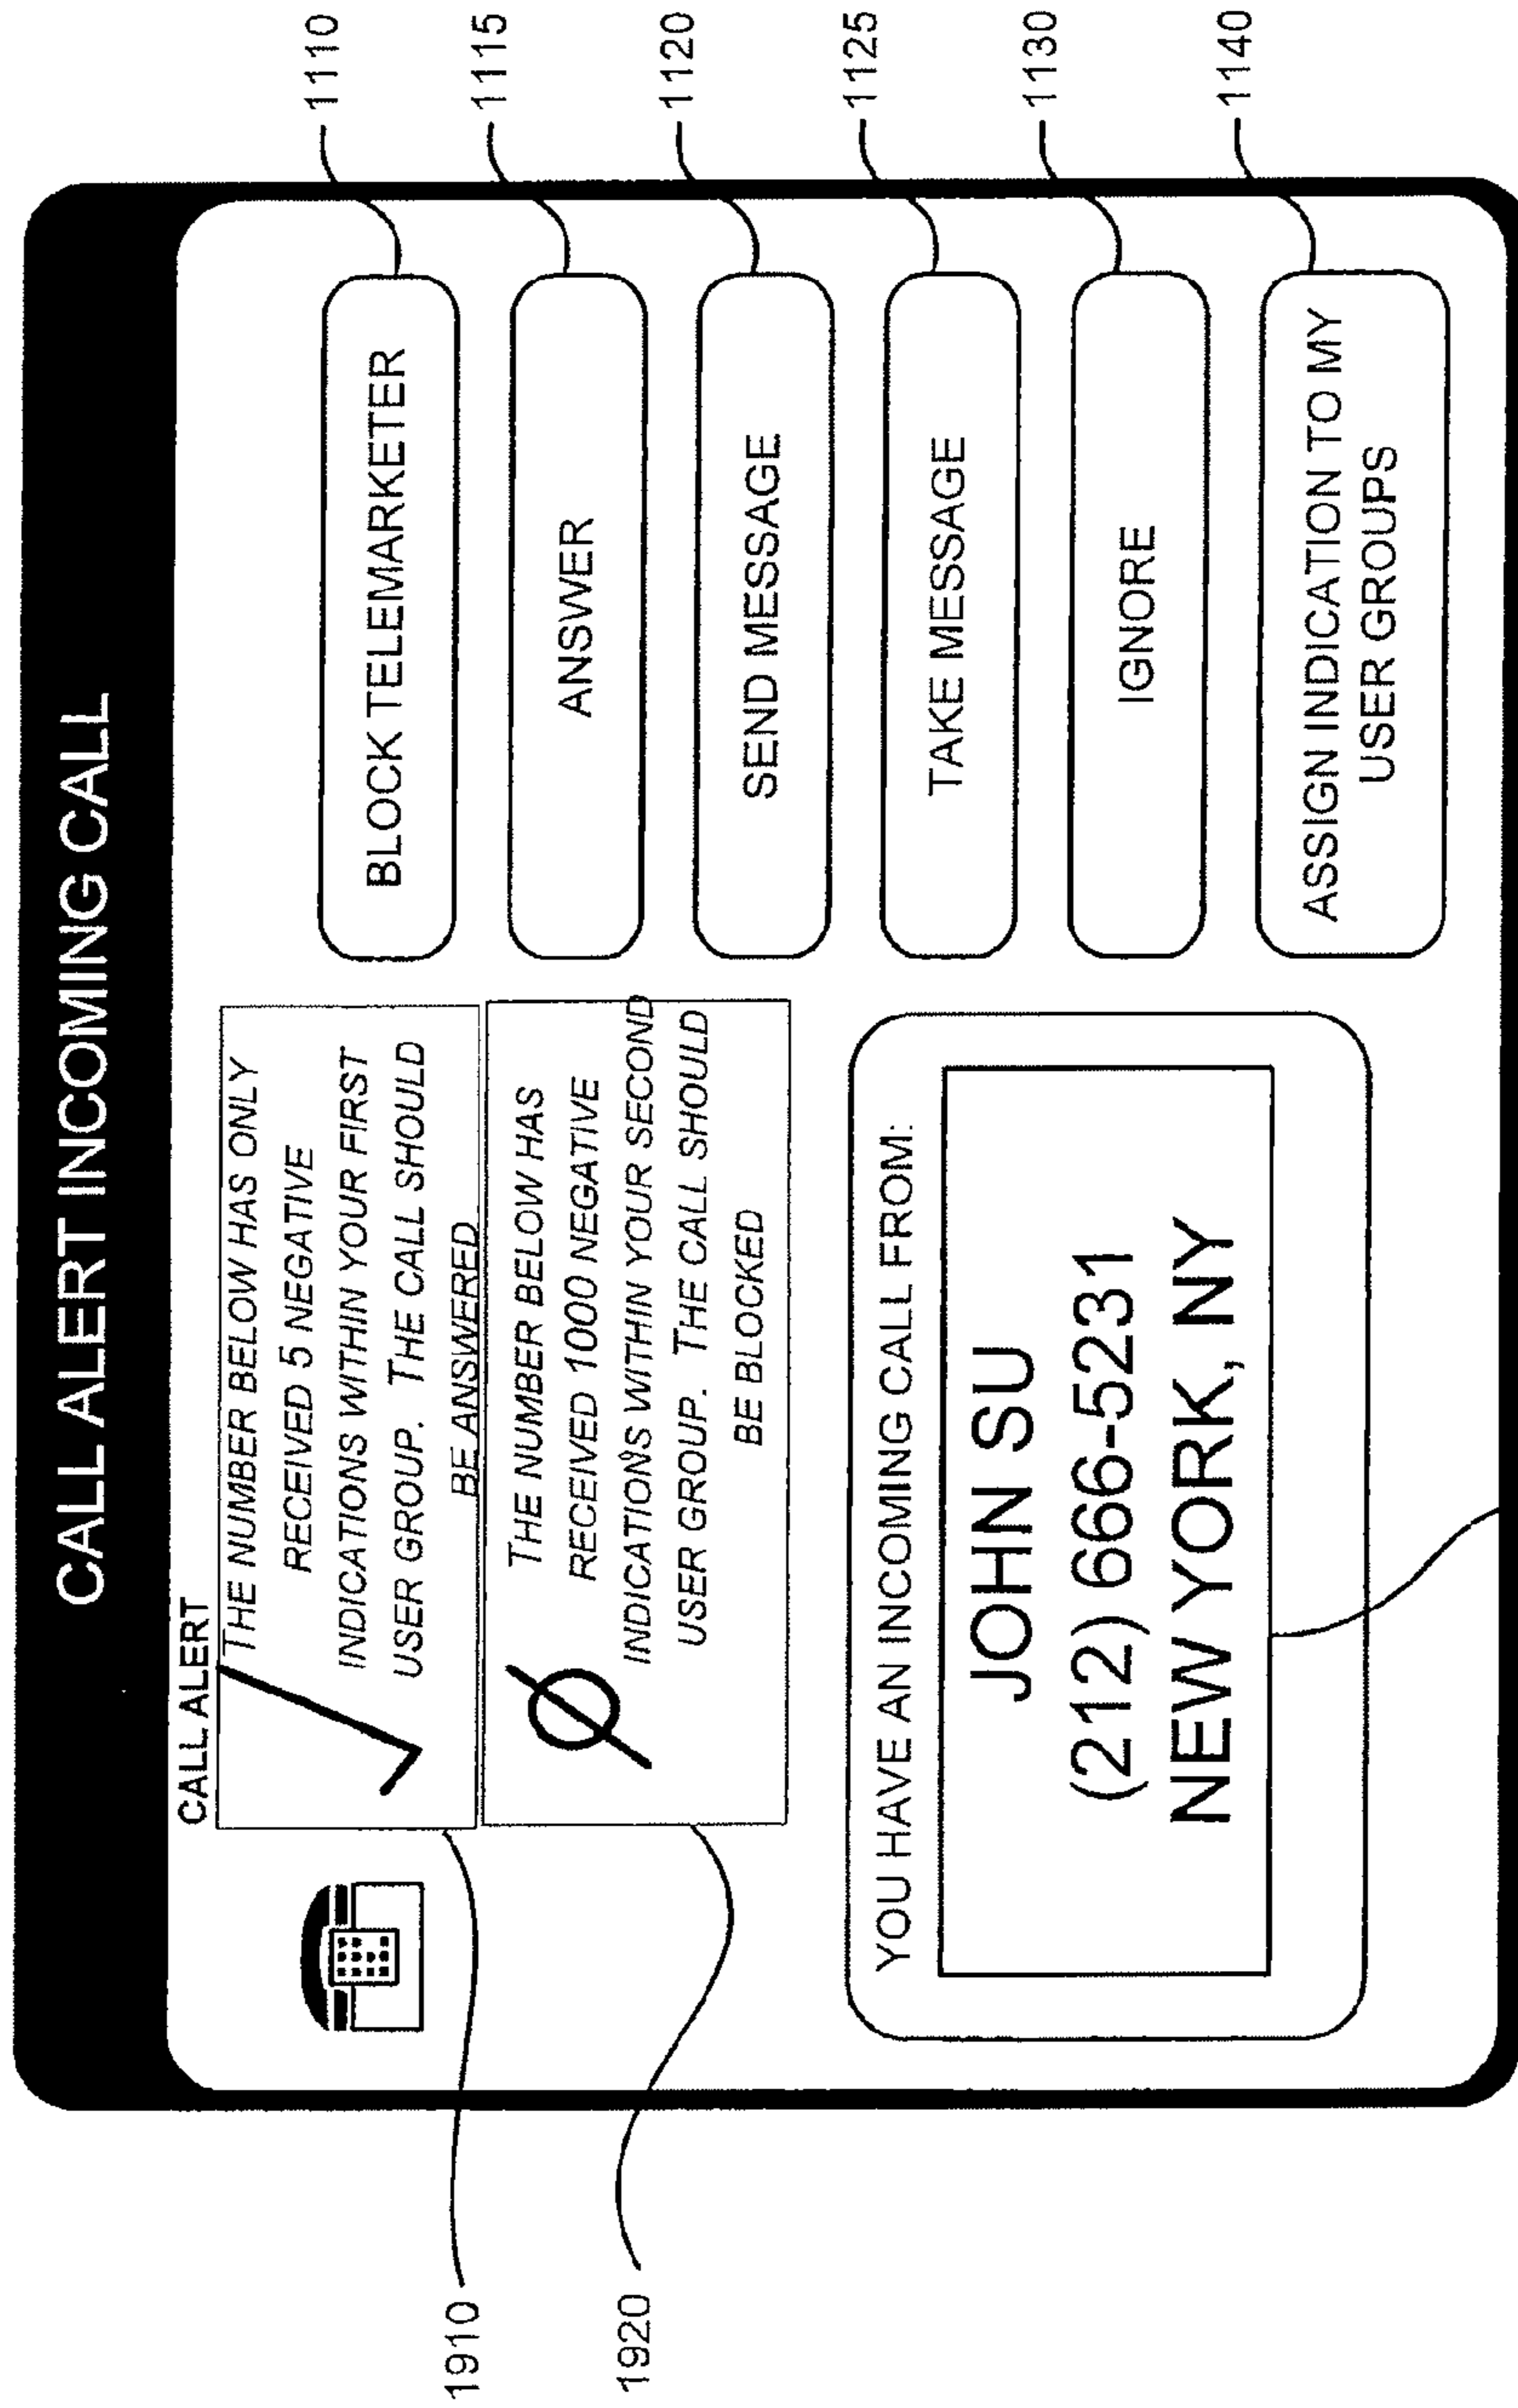 CALL ALERT INCOMING CALL
CALL ALERT
THE NUMBER BELOW HAS ONLY
RECEIVED 5 NEGATIVE
INDICATIONS WITHIN YOUR FIRST
USER GROUP. THE CALL SHOULD
BE ANSWERED
THE NUMBER BELOW HAS
RECEIVED 1000 NEGATIVE
INDICATIONS WITHIN YOUR SECOND
USER GROUP. THE CALL SHOULD
BE BLOCKED
YOU HAVE AN INCOMING CALL FROM:
JOHN SU
(212) 666-5231
NEW YORK, NY
BLOCK TELEMARKETER
ANSWER
SEND MESSAGE
TAKE MESSAGE
IGNORE
ASSIGN INDICATION TO MY
USER GROUPS
1110
1115
1120
1125
1130
1140
1910
1920